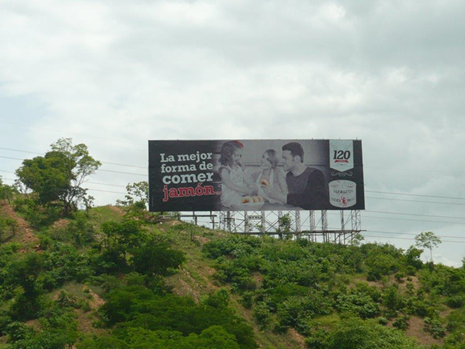 La mejor
forma de
comer
jamón
120